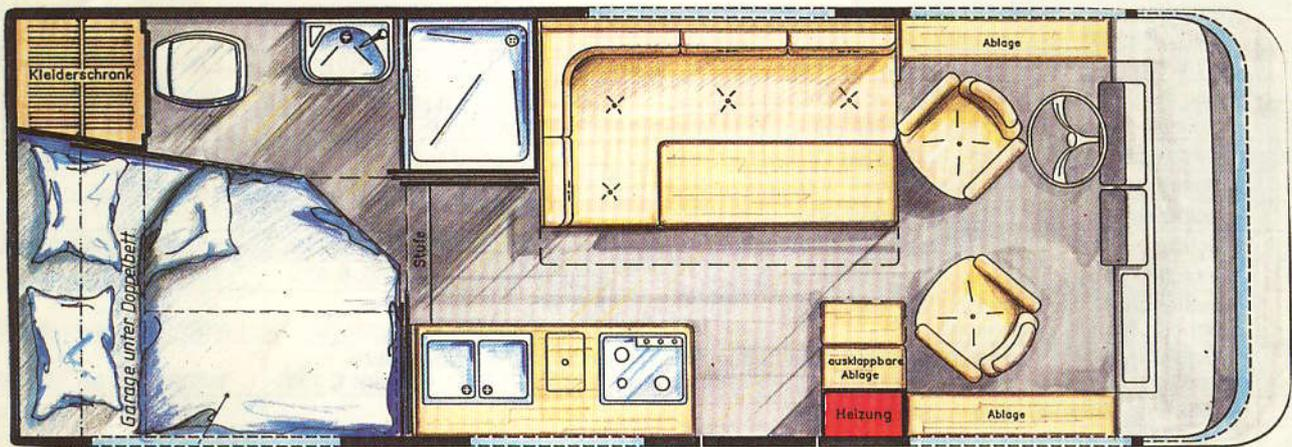 Kleiderschrank
Garage unter Doppelbett
Stufe
Ablage
ausklappbare
Ablage
Heizung
Ablage